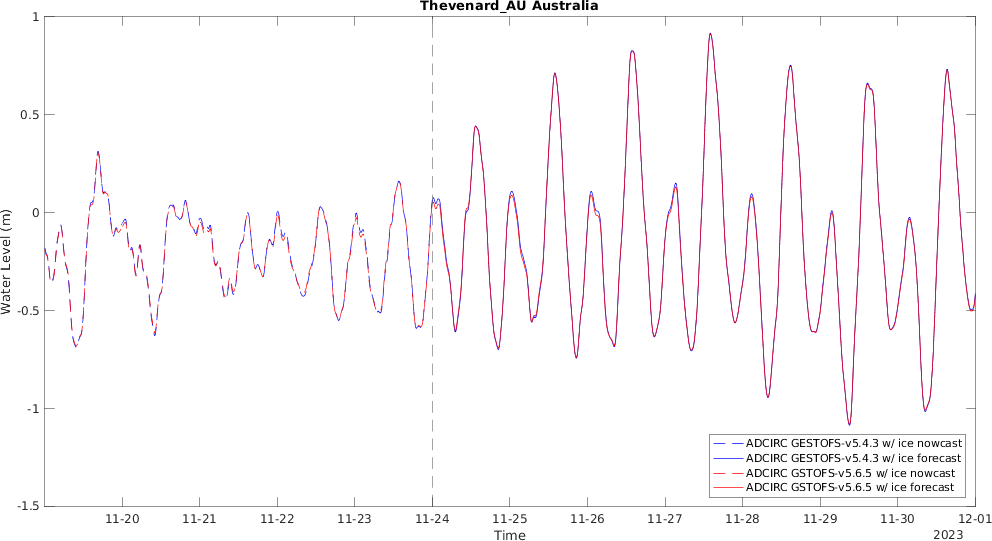 Thevenard_AU Australia
Water Level (m)
1
0.5
0
-0.5
-1
-1.5
ADCIRC GESTOFS-v5.4.3 w/ ice nowcast
ADCIRC GESTOFS-v5.4.3 w/ ice forecast
ADCIRC GSTOFS-v5.6.5 w/ ice nowcast
ADCIRC GSTOFS-v5.6.5 w/ ice forecast
11-20 11-21 11-22 11-23 11-24 11-25 11-26 11-27 11-28 11-29 11-30 12-01
Time
2023